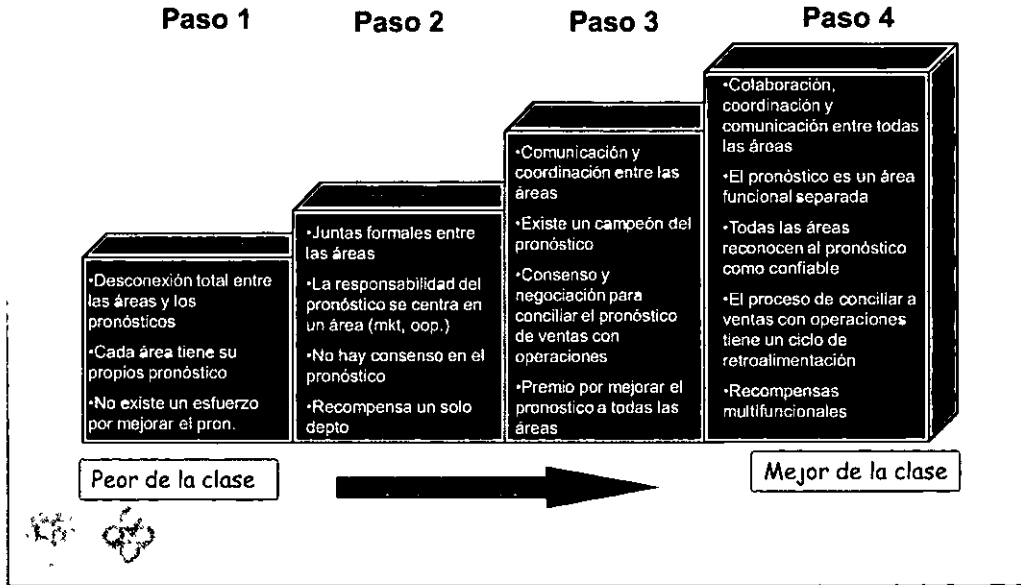 Paso 1
Paso 2
Paso 3
Paso 4
•Desconexión total entre
las áreas y los
pronósticos
•Cada área tiene su
propios pronóstico
•No existe un esfuerzo
por mejorar el pron.
•Juntas formales entre
las áreas
•La responsabilidad del
pronóstico se centra en
un área (mkt, oop.)
•No hay consenso en el
pronóstico
•Recompensa un solo
depto
•Comunicación y
coordinación entre las
áreas
•Existe un campeón del
pronóstico
•Consenso y
negociación para
conciliar el pronóstico
de ventas con
operaciones
•Premio por mejorar el
pronostico a todas las
áreas
•Colaboración,
coordinación y
comunicación entre todas
las áreas
•El pronóstico es un área
funcional separada
•Todas las áreas
reconocen al pronóstico
como confiable
•El proceso de conciliar a
ventas con operaciones
tiene un ciclo de
retroalimentación
•Recompensas
multifuncionales
Peor de la clase
Mejor de la clase